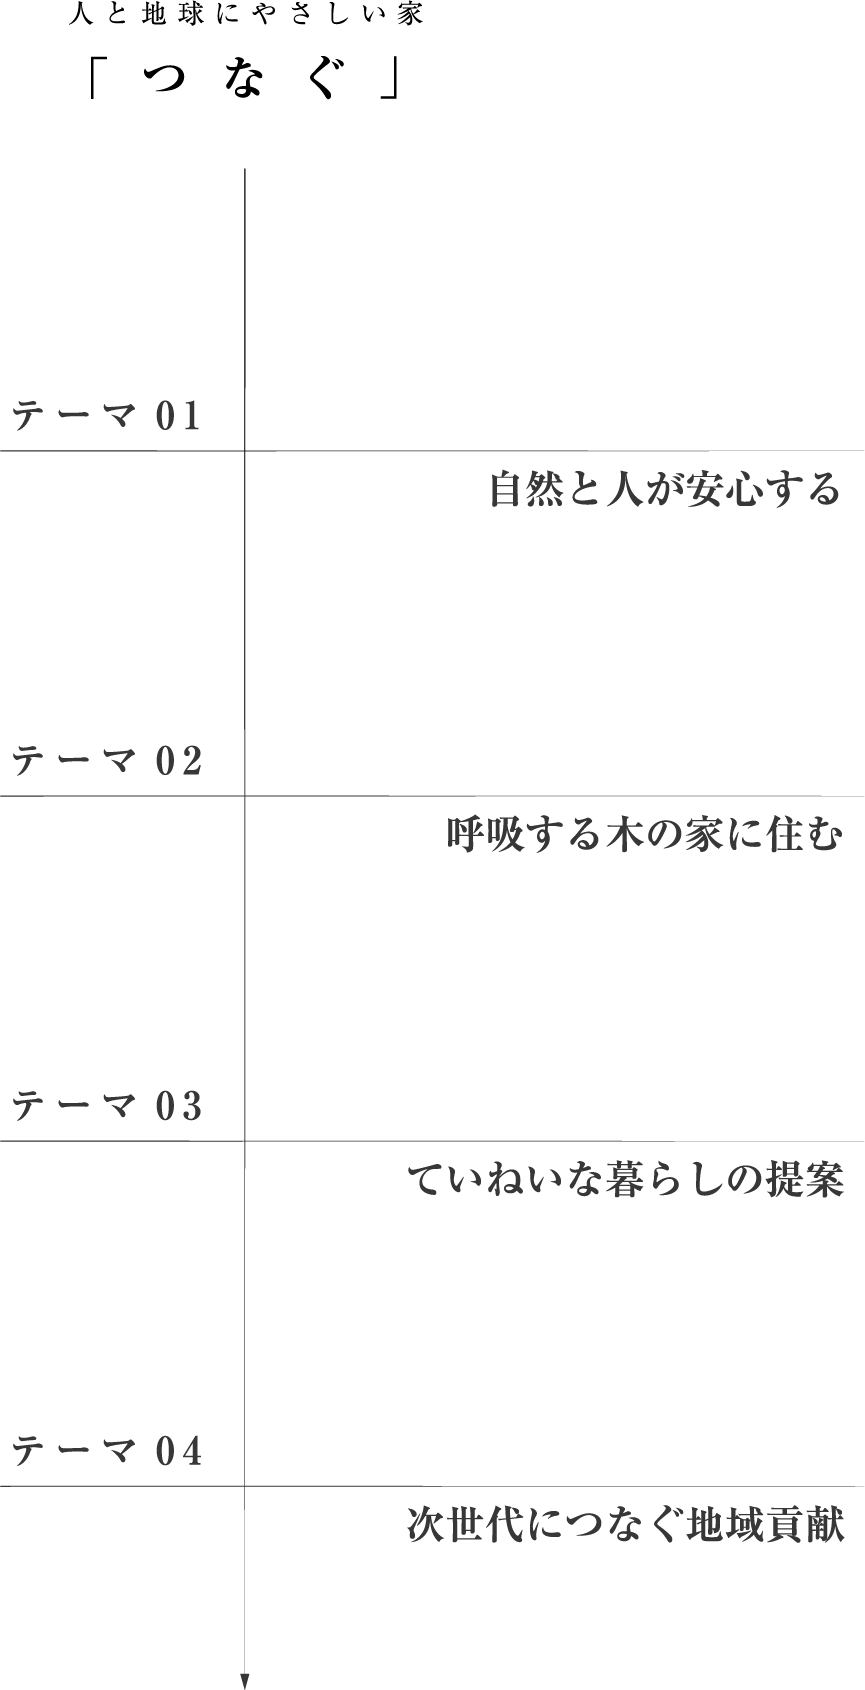 人と地球にやさしい家
「つなぐ」
テーマ 01
自然と人が安心する
テーマ 02
呼吸する木の家に住む
テーマ 03
ていねいな暮らしの提案
テーマ 04
次世代につなぐ地域貢献